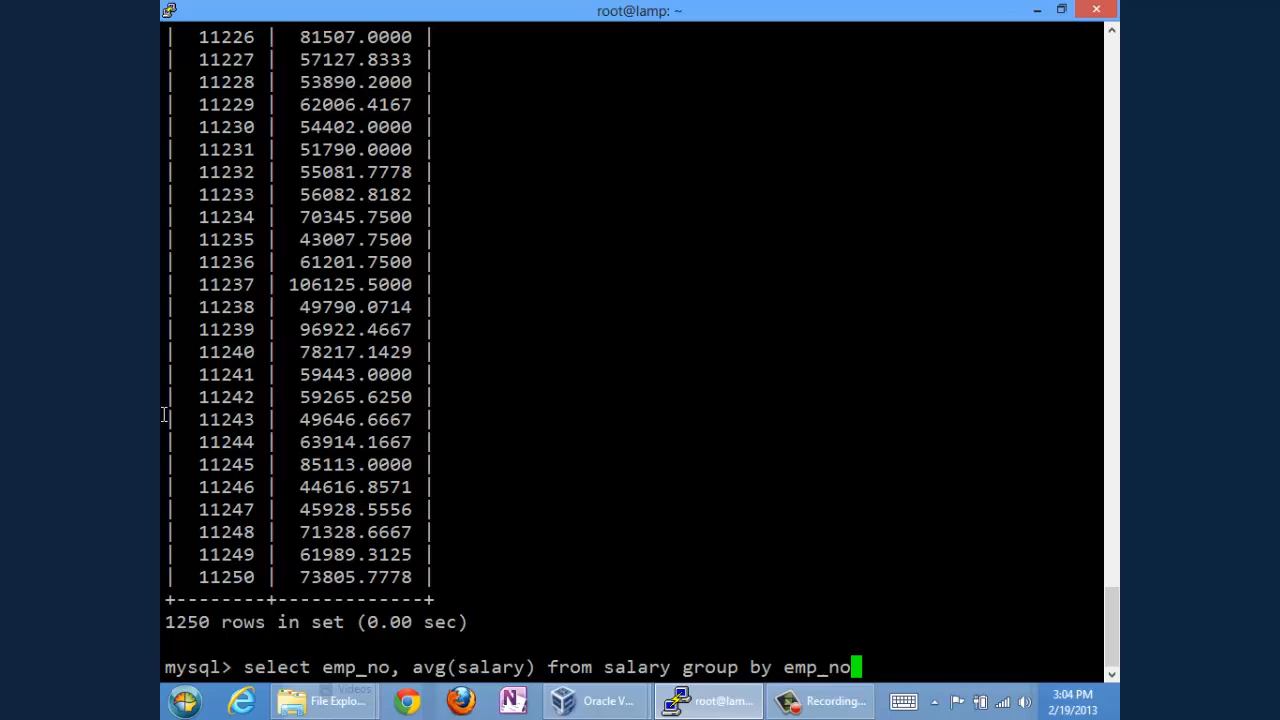 root@lamp: ~
| 11226 | 81507.0000 |
| 11227 | 57127.8333 |
| 11228 | 53890.2000 |
| 11229 | 62006.4167 |
| 11230 | 54402.0000 |
| 11231 | 51790.0000 |
| 11232 | 55081.7778 |
| 11233 | 56082.8182 |
| 11234 | 70345.7500 |
| 11235 | 43007.7500 |
| 11236 | 61201.7500 |
| 11237 | 106125.5000 |
| 11238 | 49790.0714 |
| 11239 | 96922.4667 |
| 11240 | 78217.1429 |
| 11241 | 59443.0000 |
| 11242 | 59265.6250 |
| 11243 | 49646.6667 |
| 11244 | 63914.1667 |
| 11245 | 85113.0000 |
| 11246 | 44616.8571 |
| 11247 | 45928.5556 |
| 11248 | 71328.6667 |
| 11249 | 61989.3125 |
| 11250 | 73805.7778 |
+--------+-------------+
1250 rows in set (0.00 sec)
mysql> select emp_no, avg(salary) from salary group by emp_no
Videos
File Explo... Oracle V... root@lam... Recording... 3:04 PM
2/19/2013